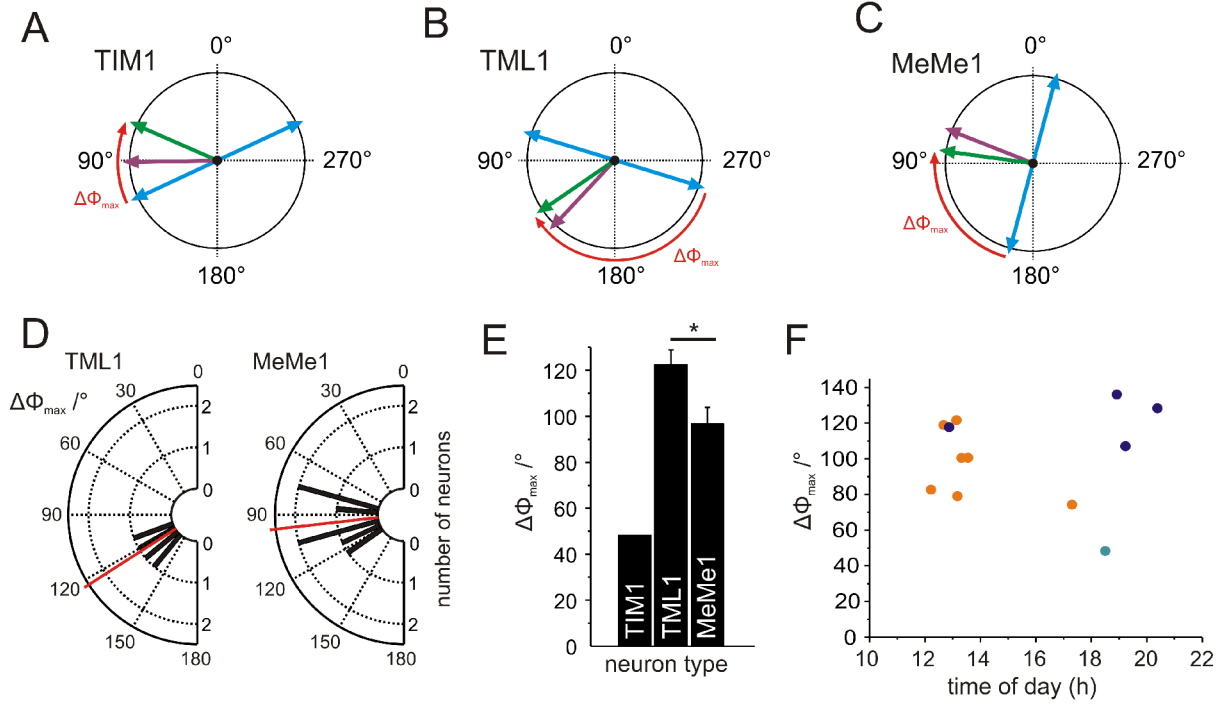 A
TIM1
0°
90°
270°
180°
ΔΦmax
B
TML1
0°
90°
270°
180°
ΔΦmax
C
MeMe1
0°
90°
270°
180°
ΔΦmax
D
TML1
ΔΦmax /°
0
30
60
90
120
150
180
2
1
0
0
1
2
MeMe1
0
30
60
90
120
150
180
2
1
0
0
1
2
number of neurons
E
*
ΔΦmax /°
120
100
80
60
40
20
0
TIM1
TML1
MeMe1
neuron type
F
ΔΦmax /°
140
120
100
80
60
40
20
0
10 12 14 16 18 20 22
time of day (h)